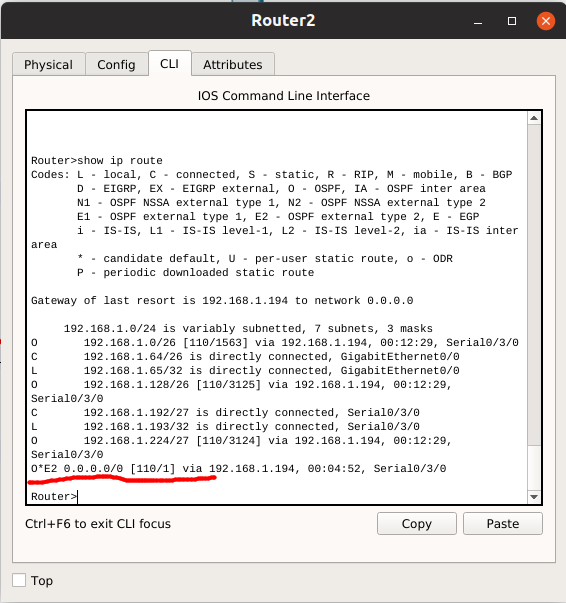 Router2
Physical Config CLI Attributes
IOS Command Line Interface
Router>show ip route
Codes: L - local, C - connected, S - static, R - RIP, M - mobile, B - BGP
D - EIGRP, EX - EIGRP external, O - OSPF, IA - OSPF inter area
N1 - OSPF NSSA external type 1, N2 - OSPF NSSA external type 2
E1 - OSPF external type 1, E2 - OSPF external type 2, E - EGP
i - IS-IS, L1 - IS-IS level-1, L2 - IS-IS level-2, ia - IS-IS inter
area
* - candidate default, U - per-user static route, o - ODR
P - periodic downloaded static route
Gateway of last resort is 192.168.1.194 to network 0.0.0.0
192.168.1.0/24 is variably subnetted, 7 subnets, 3 masks
O 192.168.1.0/26 [110/1563] via 192.168.1.194, 00:12:29, Serial0/3/0
C 192.168.1.64/26 is directly connected, GigabitEthernet0/0
L 192.168.1.65/32 is directly connected, GigabitEthernet0/0
O 192.168.1.128/26 [110/3125] via 192.168.1.194, 00:12:29,
Serial0/3/0
C 192.168.1.192/27 is directly connected, Serial0/3/0
L 192.168.1.193/32 is directly connected, Serial0/3/0
O 192.168.1.224/27 [110/3124] via 192.168.1.194, 00:12:29,
Serial0/3/0
O*E2 0.0.0.0/0 [110/1] via 192.168.1.194, 00:04:52, Serial0/3/0
Router>
Ctrl+F6 to exit CLI focus Copy Paste
Top